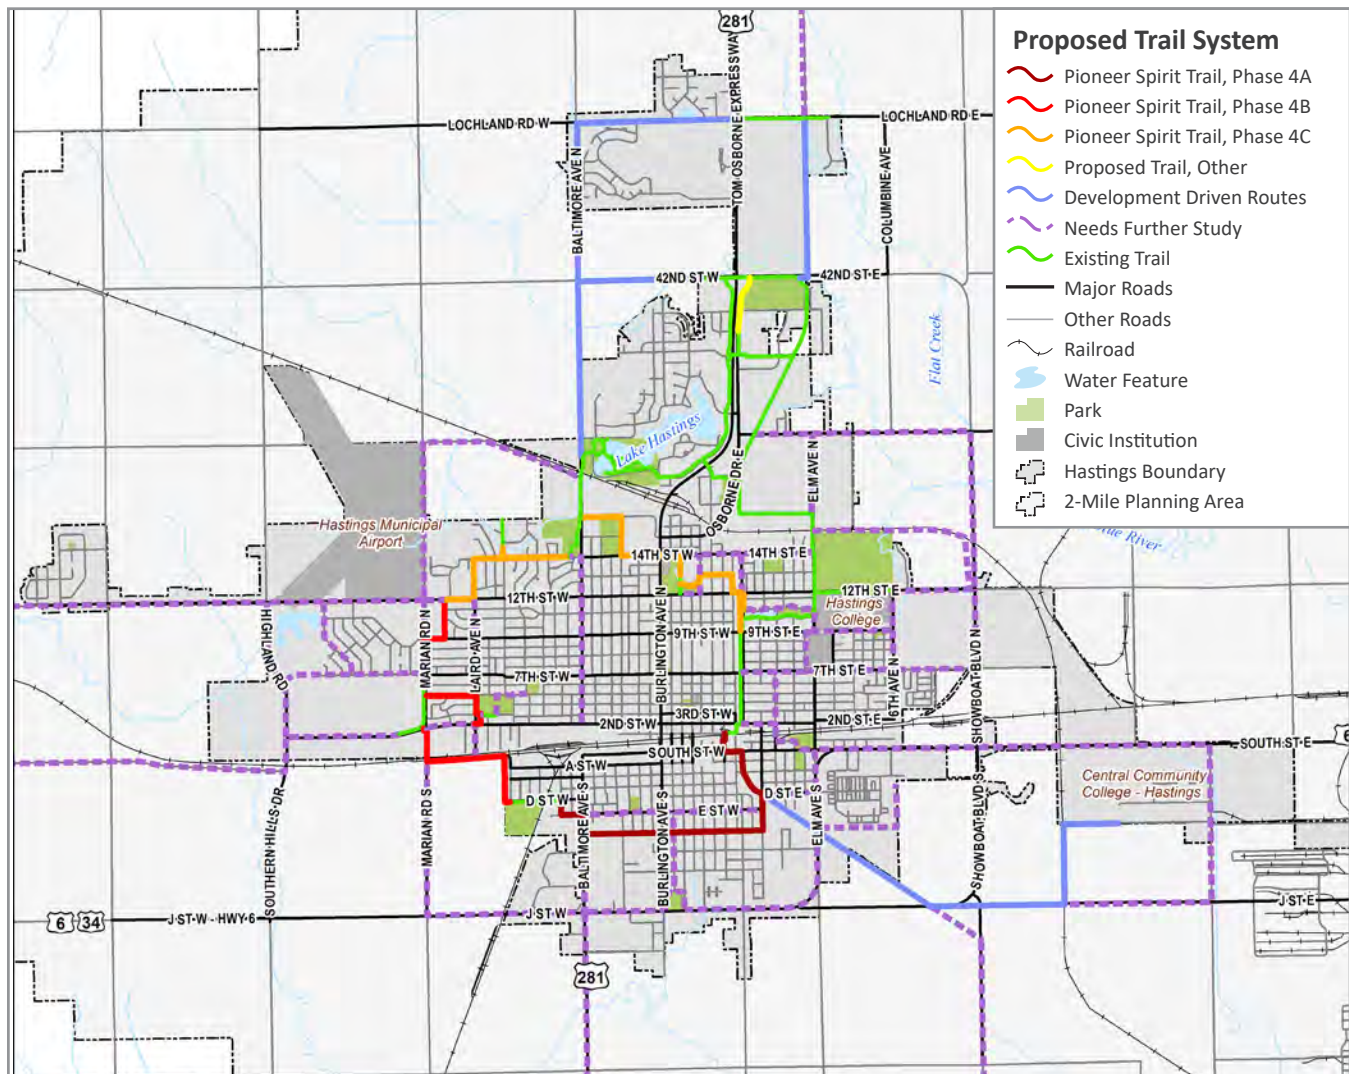 281
Proposed Trail System
Pioneer Spirit Trail, Phase 4A
Pioneer Spirit Trail, Phase 4B
Pioneer Spirit Trail, Phase 4C
Proposed Trail, Other
Development Driven Routes
Needs Further Study
Existing Trail
Major Roads
Other Roads
Railroad
Water Feature
Park
Civic Institution
Hastings Boundary
2-Mile Planning Area
LOCHLAND RD W
LOCHLAND RD E
TOM OSBORNE EXPRESSWAY
BALTIMORE AVE N
COLUMBINE AVE
42ND ST W
42ND ST E
Flat Creek
Lake Hastings
OSBORNE DR E
ELM AVE N
Hastings Municipal
Airport
River
14TH ST W
14TH ST E
12TH ST W
12TH ST E
Hastings
College
HIGHLAND RD
MARIAN RD N
LAIRD AVE N
BURLINGTON AVE N
9TH ST W
9TH ST E
7TH ST W
7TH ST E
6TH AVE N
SHOWBOAT BLVD N
3RD ST W
2ND ST W
2ND ST E
SOUTH ST W
SOUTH ST E
6
A ST W
D ST W
D ST E
E ST W
Central Community
College - Hastings
SOUTHERN HILLS DR
MARIAN RD S
BALTIMORE AVE S
BURLINGTON AVE S
ELM AVE S
SHOWBOAT BLVD S
6 34
J ST W - HWY 6
J ST W
J ST E
281